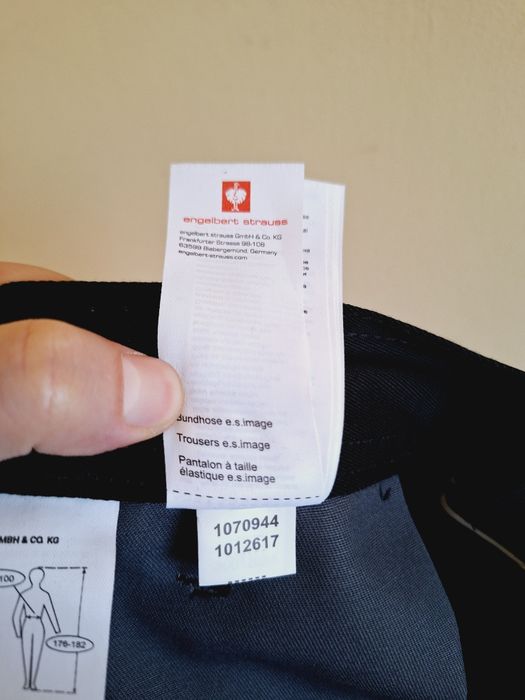 engelbert strauss
engelbert strauss GmbH & Co. KG
Frankfurter Strasse 98-108
63599 Biebergemünd, Germany
engelbert-strauss.com
Bundhose e.s.image
Trousers e.s.image
Pantalon à taille
élastique e.s.image
1070944
1012617
MBH & CO. KG
100
176-182